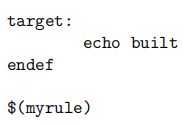 target:
        echo built
endef

$(myrule)